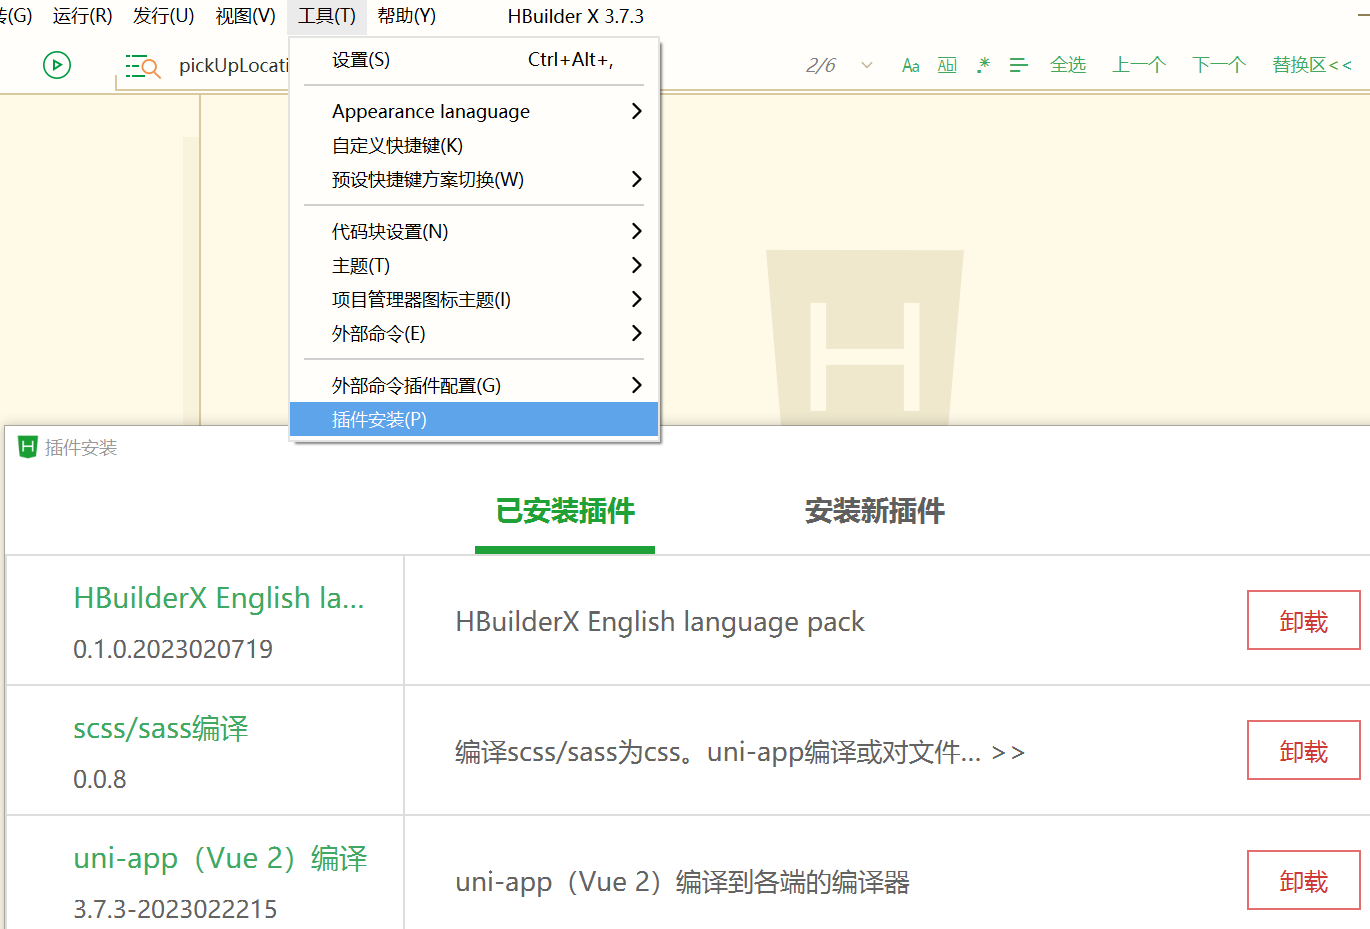 转(G) 运行(R) 发行(U) 视图(V) 工具(T) 帮助(Y) HBuilder X 3.7.3
pickUpLocati 2/6 Aa Ab| .* 全选 上一个 下一个 替换区<<
设置(S) Ctrl+Alt+,
Appearance lanaguage
自定义快捷键(K)
预设快捷键方案切换(W)
代码块设置(N)
主题(T)
项目管理器图标主题(I)
外部命令(E)
外部命令插件配置(G)
插件安装(P)
H
插件安装
已安装插件 安装新插件
HBuilderX English la...
0.1.0.2023020719
HBuilderX English language pack
卸载
scss/sass编译
0.0.8
编译scss/sass为css。uni-app编译或对文件... >>
卸载
uni-app（Vue 2）编译
3.7.3-2023022215
uni-app（Vue 2）编译到各端的编译器
卸载